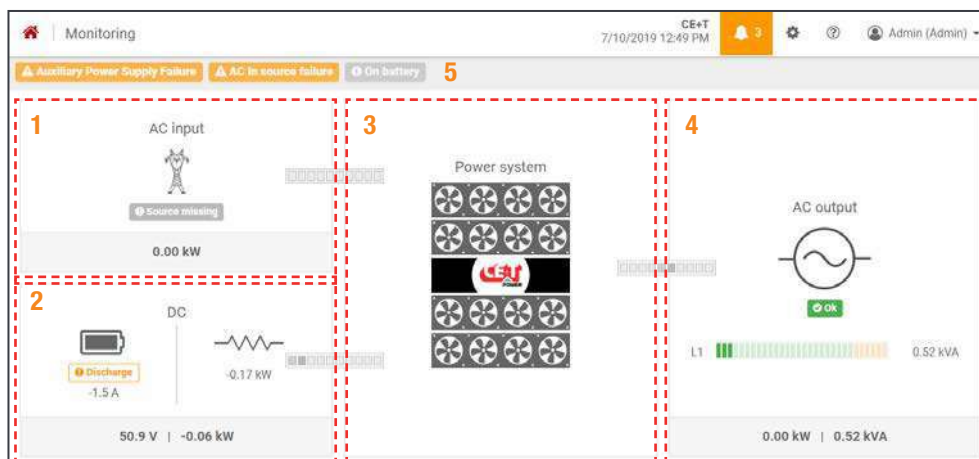 Monitoring
CE+T
7/10/2019 12:49 PM
3
Admin (Admin)
Auxiliary Power Supply Failure
AC In source failure
On battery
5
1
AC input
Source missing
0.00 kW
2
DC
Discharge
-1.5 A
-0.17 kW
50.9 V | -0.06 kW
3
Power system
CE+T
POWER
4
AC output
Ok
L1
0.52 kVA
0.00 kW | 0.52 kVA